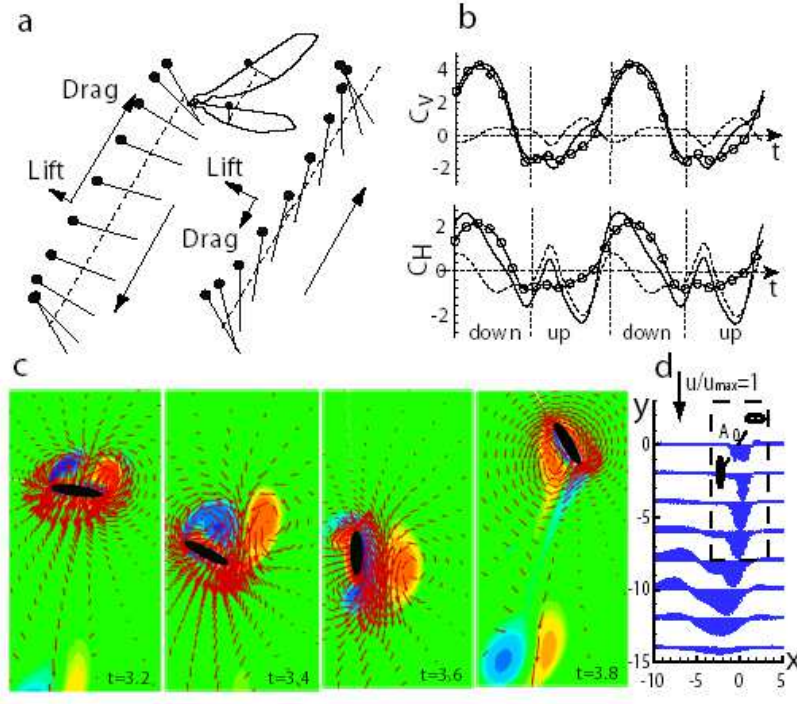 a
Drag
Lift
Lift
Drag
b
C_V
4
2
0
-2
t
C_H
2
0
-2
t
down up down up
c
t=3.2
t=3.4
t=3.6
t=3.8
d
u/u_max=1
y
A_0
0
-5
-10
-15
-10 -5 0 5
x